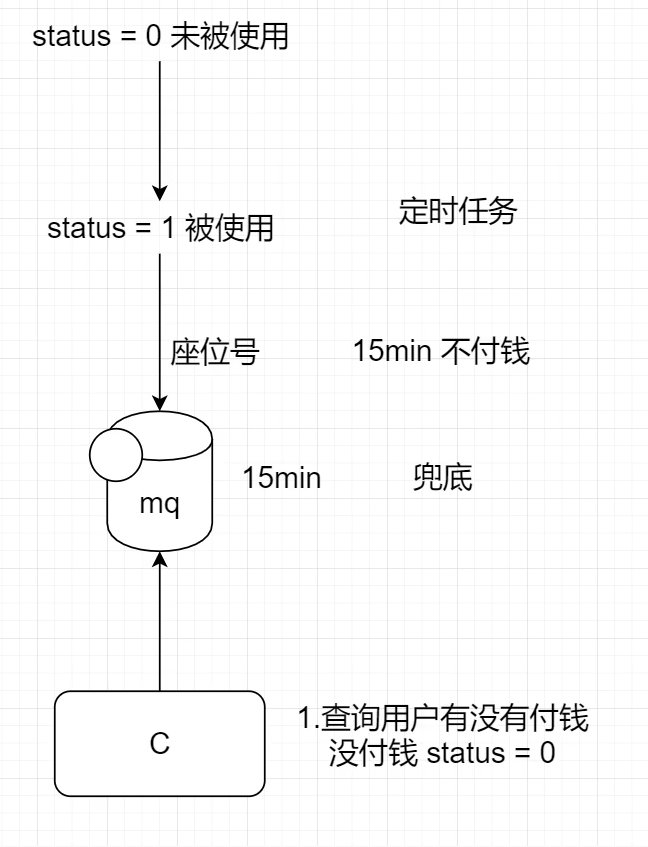 status = 0 未被使用
status = 1 被使用
定时任务
座位号
15min 不付钱
mq
15min
兜底
C
1.查询用户有没有付钱
没付钱 status = 0